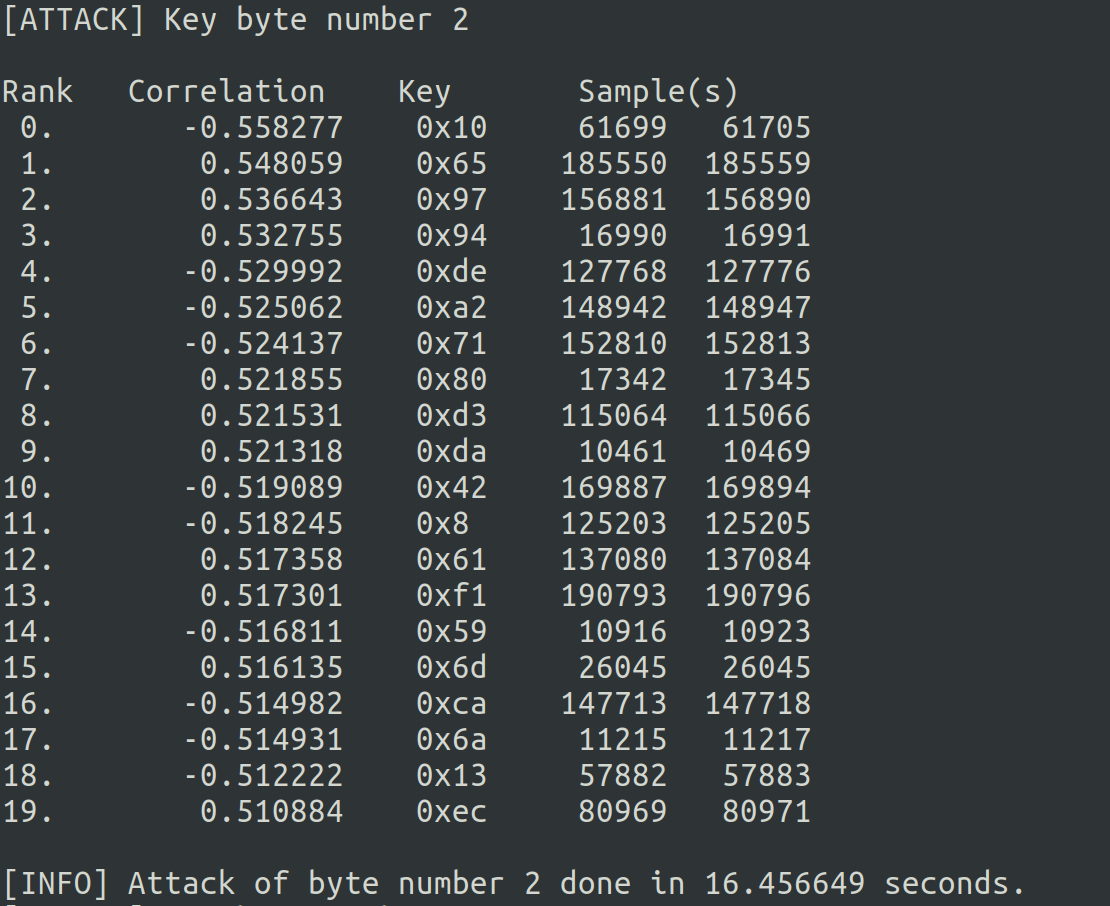 [ATTACK] Key byte number 2
Rank Correlation Key Sample(s)
0. -0.558277 0x10 61699 61705
1. 0.548059 0x65 185550 185559
2. 0.536643 0x97 156881 156890
3. 0.532755 0x94 16990 16991
4. -0.529992 0xde 127768 127776
5. -0.525062 0xa2 148942 148947
6. -0.524137 0x71 152810 152813
7. 0.521855 0x80 17342 17345
8. 0.521531 0xd3 115064 115066
9. 0.521318 0xda 10461 10469
10. -0.519089 0x42 169887 169894
11. -0.518245 0x8 125203 125205
12. 0.517358 0x61 137080 137084
13. 0.517301 0xf1 190793 190796
14. -0.516811 0x59 10916 10923
15. 0.516135 0x6d 26045 26045
16. -0.514982 0xca 147713 147718
17. -0.514931 0x6a 11215 11217
18. -0.512222 0x13 57882 57883
19. 0.510884 0xec 80969 80971
[INFO] Attack of byte number 2 done in 16.456649 seconds.